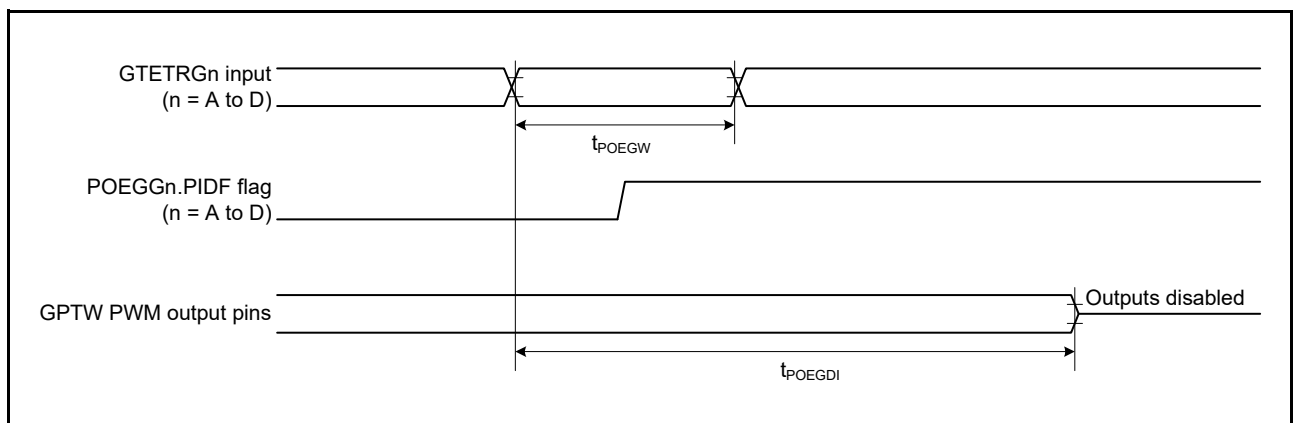 GTETRGn input
(n = A to D)
tPOEGW
POEGGn.PIDF flag
(n = A to D)
GPTW PWM output pins
Outputs disabled
tPOEGDI